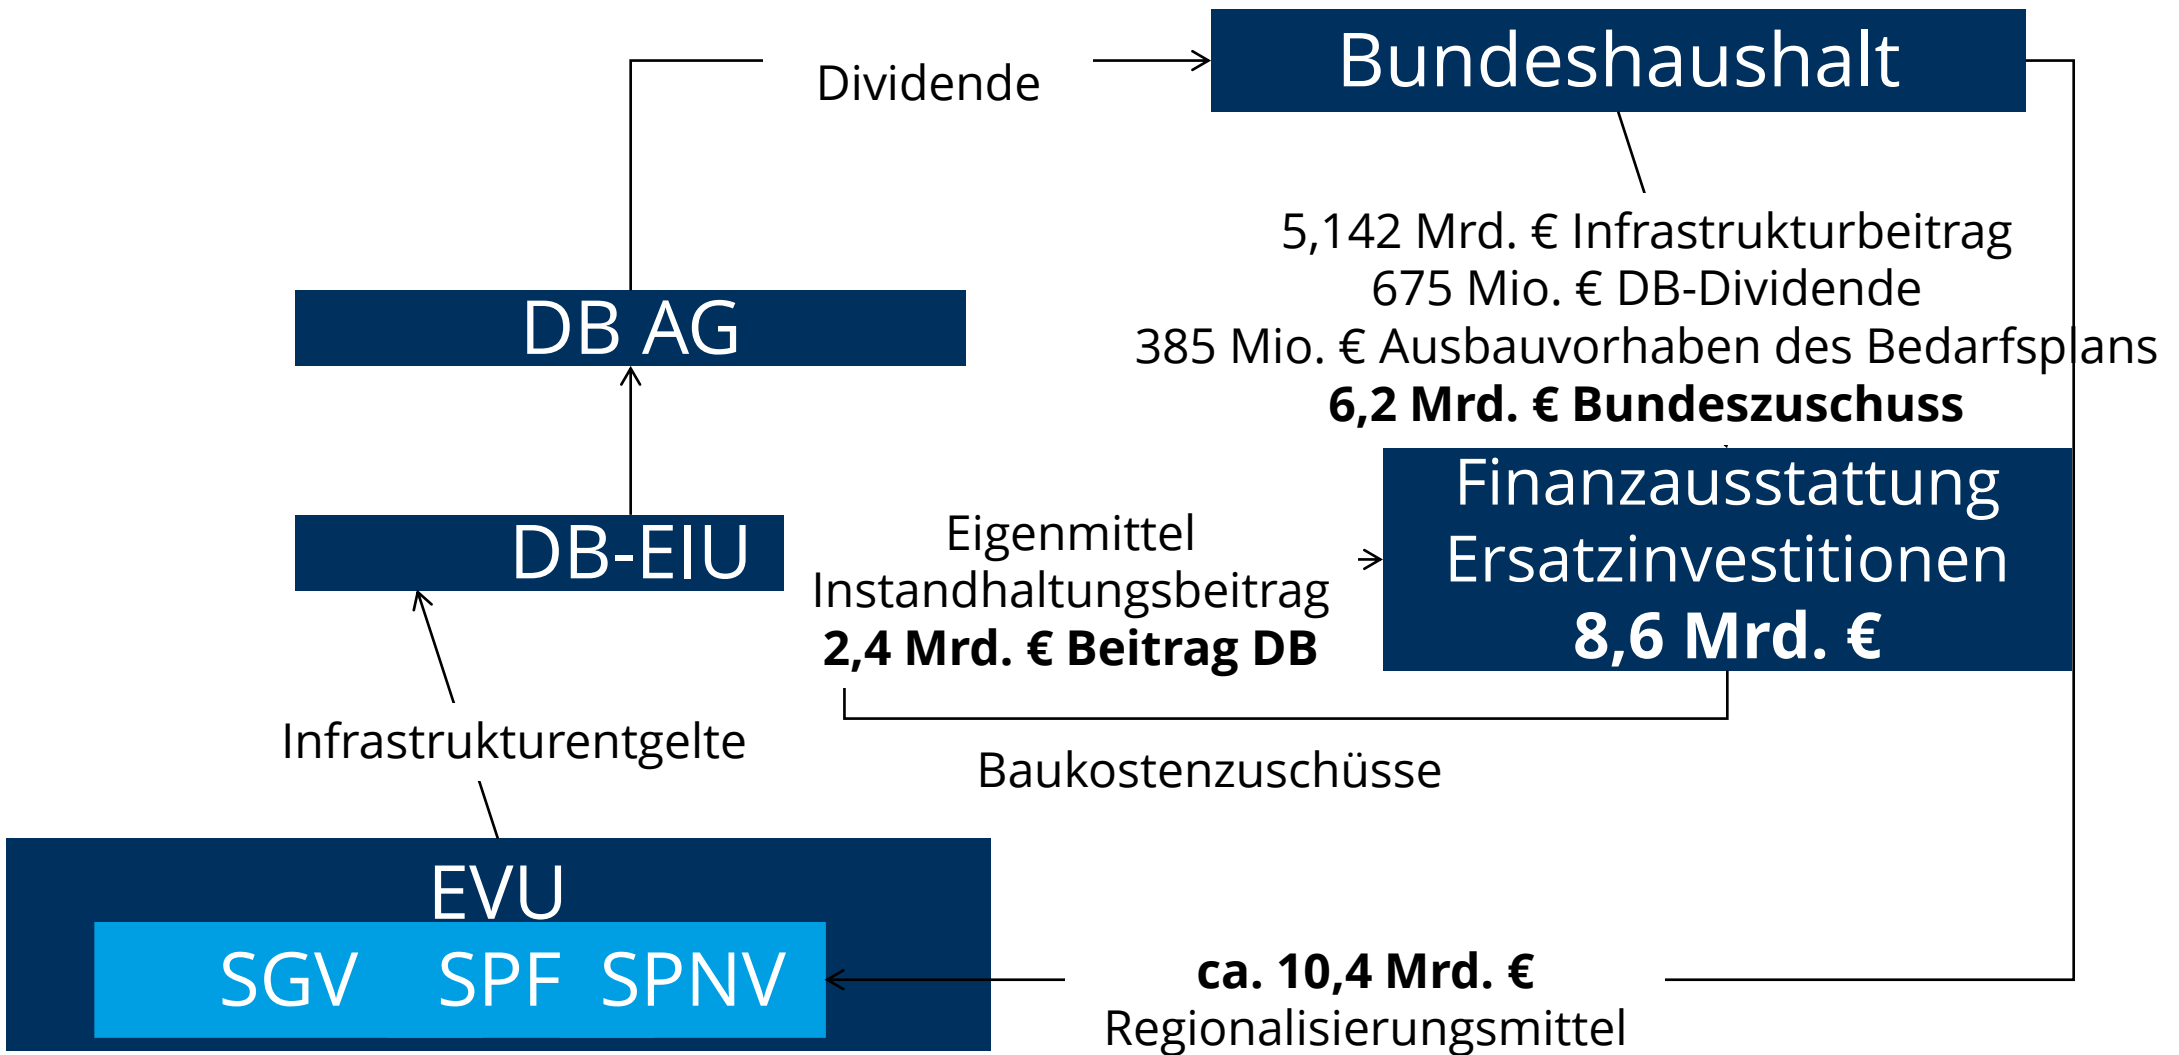 Dividende
Bundeshaushalt
5,142 Mrd. € Infrastrukturbeitrag
675 Mio. € DB-Dividende
385 Mio. € Ausbauvorhaben des Bedarfsplans
6,2 Mrd. € Bundeszuschuss
DB AG
DB-EIU
Eigenmittel
Instandhaltungsbeitrag
2,4 Mrd. € Beitrag DB
Finanzausstattung
Ersatzinvestitionen
8,6 Mrd. €
Infrastrukturentgelte
Baukostenzuschüsse
EVU
SGV SPF SPNV
ca. 10,4 Mrd. €
Regionalisierungsmittel